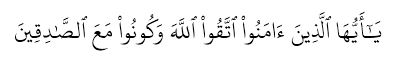 يَـٰٓأَيُّهَا ٱلَّذِينَ ءَامَنُوا۟ ٱتَّقُوا۟ ٱللَّهَ وَكُونُوا۟ مَعَ ٱلصَّـٰدِقِينَ